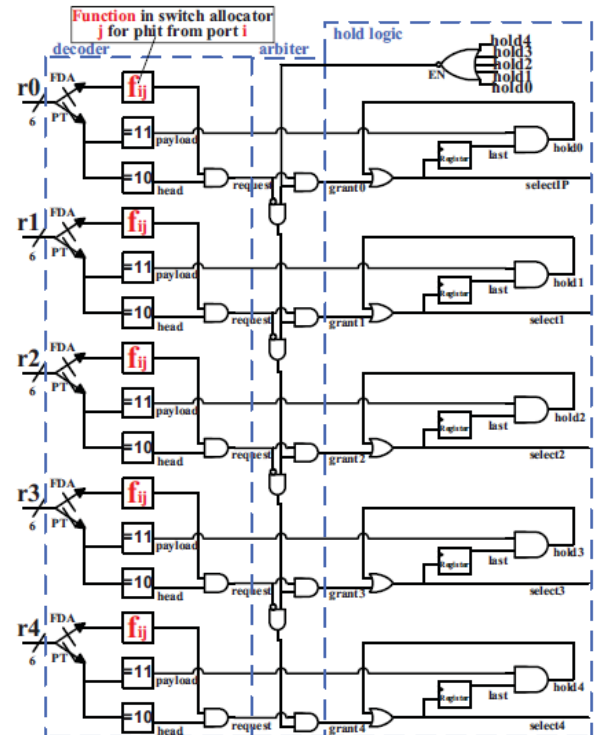 Function in switch allocator
j for phit from port i
decoder
arbiter
hold logic
hold4
hold3
hold2
hold1
hold0
EN
r0
6
FDA
PT
fij
=11
payload
=10
head
request
grant0
Register
last
hold0
selectIP
r1
6
FDA
PT
fij
=11
payload
=10
head
request
grant1
Register
last
hold1
select1
r2
6
FDA
PT
fij
=11
payload
=10
head
request
grant2
Register
last
hold2
select2
r3
6
FDA
PT
fij
=11
payload
=10
head
request
grant3
Register
last
hold3
select3
r4
6
FDA
PT
fij
=11
payload
=10
head
request
grant4
Register
last
hold4
select4